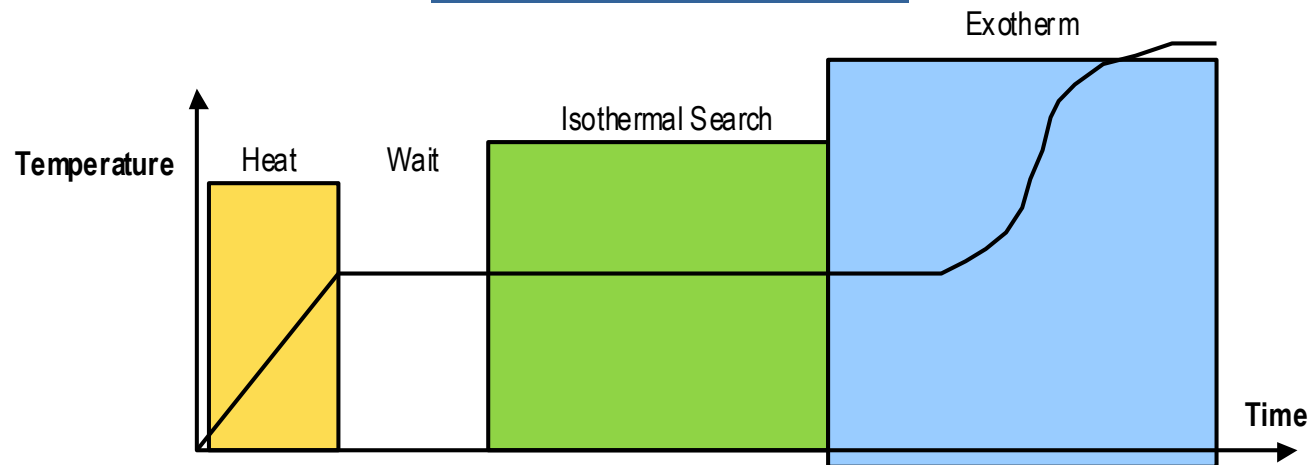 Exotherm
Isothermal Search
Temperature
Heat
Wait
Time